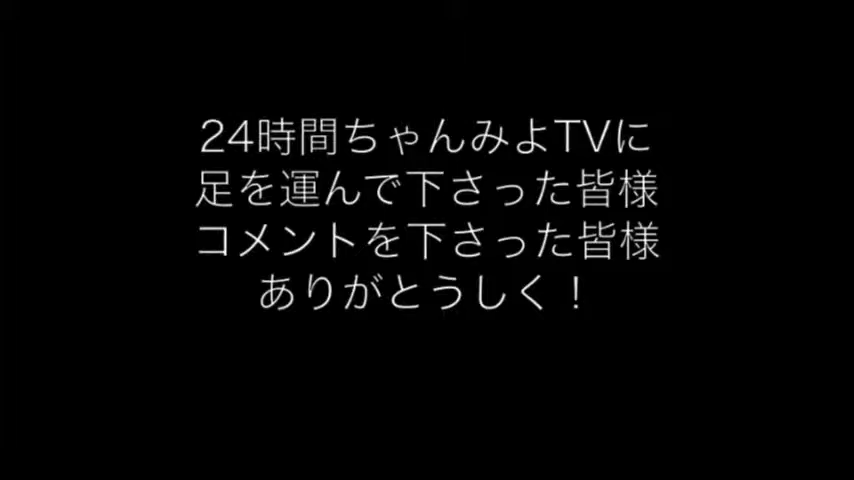 24時間ちゃんみよTVに
足を運んで下さった皆様
コメントを下さった皆様
ありがとうしく！